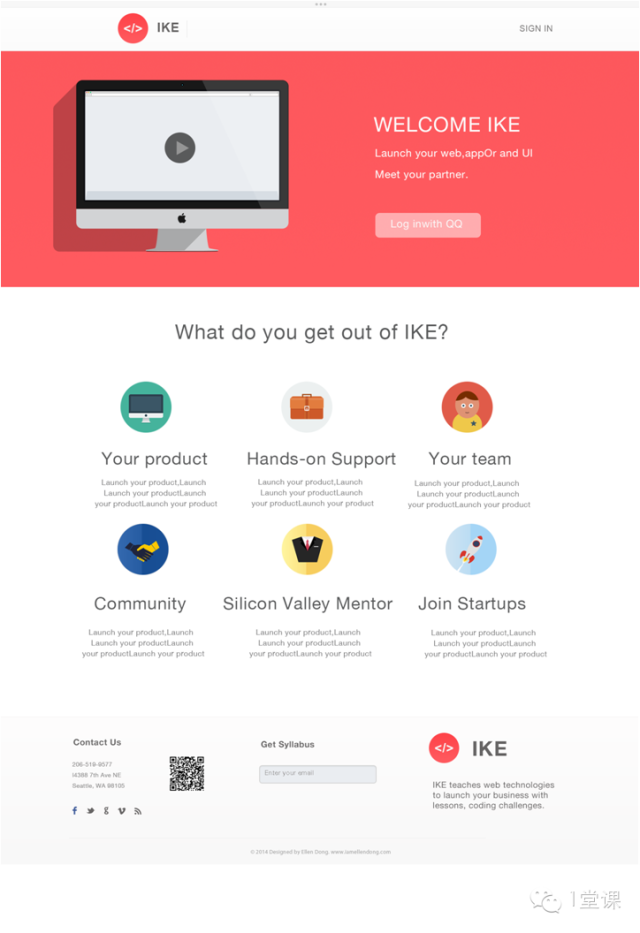 </> IKE
SIGN IN
WELCOME IKE
Launch your web,appOr and UI
Meet your partner.
Log inwith QQ
What do you get out of IKE?
Your product
Launch your product,Launch
Launch your productLaunch
your productLaunch your product
Hands-on Support
Launch your product,Launch
Launch your productLaunch
your productLaunch your product
Your team
Launch your product,Launch
Launch your productLaunch
your productLaunch your product
Community
Launch your product,Launch
Launch your productLaunch
your productLaunch your product
Silicon Valley Mentor
Launch your product,Launch
Launch your productLaunch
your productLaunch your product
Join Startups
Launch your product,Launch
Launch your productLaunch
your productLaunch your product
Contact Us
206-518-9577
14388 7th Ave NE
Seattle, WA 98105
Get Syllabus
Enter your email
</> IKE
IKE teaches web technologies
to launch your business with
lessons, coding challenges.
© 2014 Designed by Ellen Dong, www.iamellendong.com
1堂课